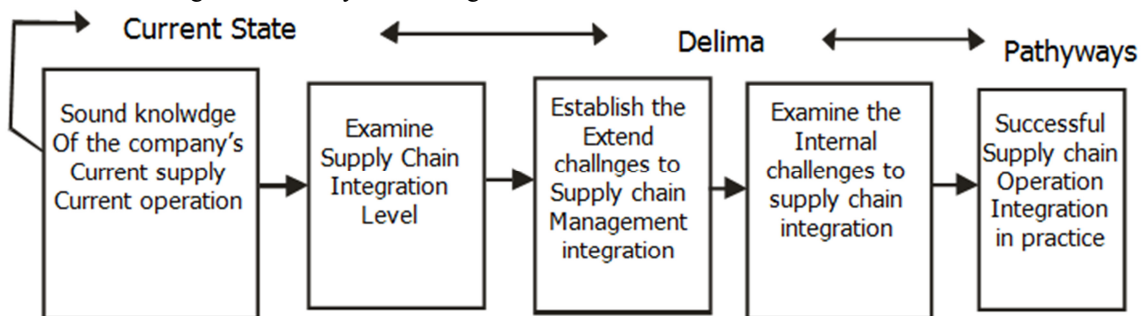 Current State
Delima
Pathyways
Sound knolwdge
Of the company's
Current supply
Current operation
Examine
Supply Chain
Integration
Level
Establish the
Extend
challnges to
Supply chain
Management
integration
Examine the
Internal
challenges to
supply chain
integration
Successful
Supply chain
Operation
Integration
in practice